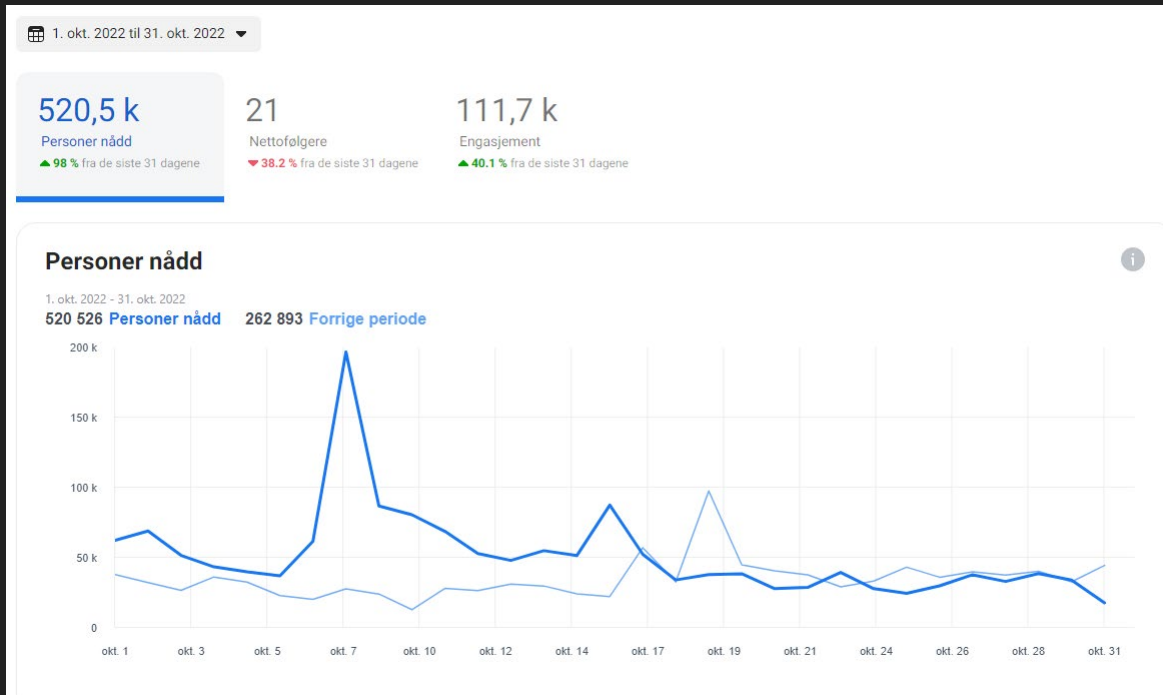 1. okt. 2022 til 31. okt. 2022
520,5 k
Personer nådd
98 % fra de siste 31 dagene
21
Nettofølgere
38.2 % fra de siste 31 dagene
111,7 k
Engasjement
40.1 % fra de siste 31 dagene
Personer nådd
i
1. okt. 2022 - 31. okt. 2022
520 526 Personer nådd 262 893 Forrige periode
200 k
150 k
100 k
50 k
0
okt. 1 okt. 3 okt. 5 okt. 7 okt. 10 okt. 12 okt. 14 okt. 17 okt. 19 okt. 21 okt. 24 okt. 26 okt. 28 okt. 31